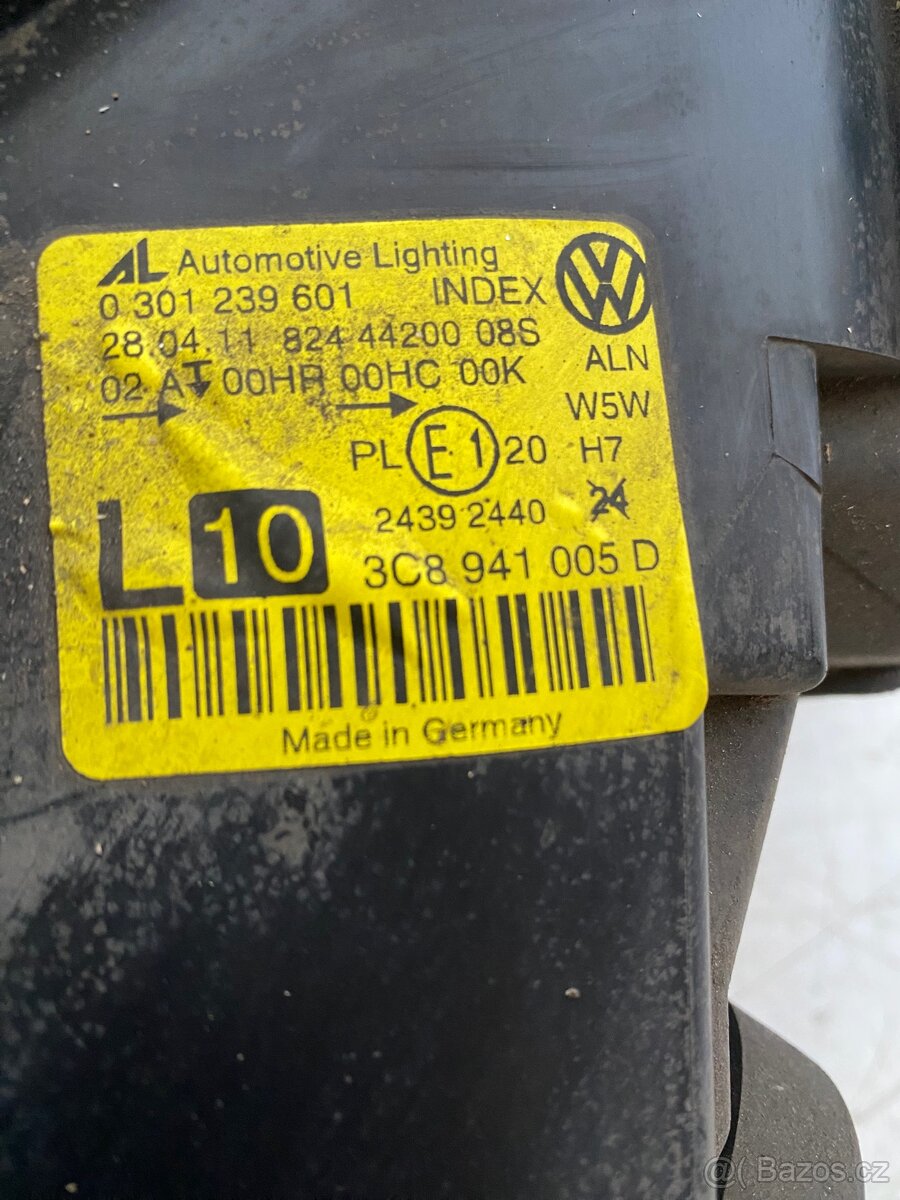 AL Automotive Lighting
0 301 239 601 INDEX
28.04.11 824 44200 08S
ALN
02 A 00HR 00HC 00K
W5W
PL E1 20 H7
2439 2440 24
L 10 3C8 941 005 D
Made in Germany
@( Bazoš.cz